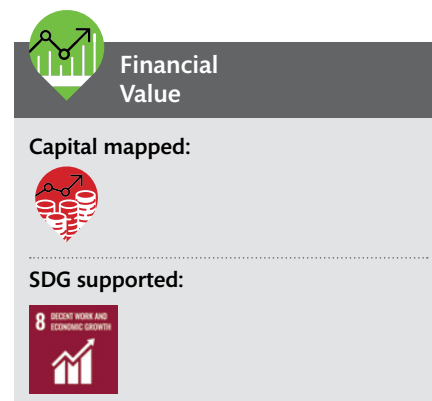 Financial
Value
Capital mapped:
SDG supported:
8 DECENT WORK AND
ECONOMIC GROWTH